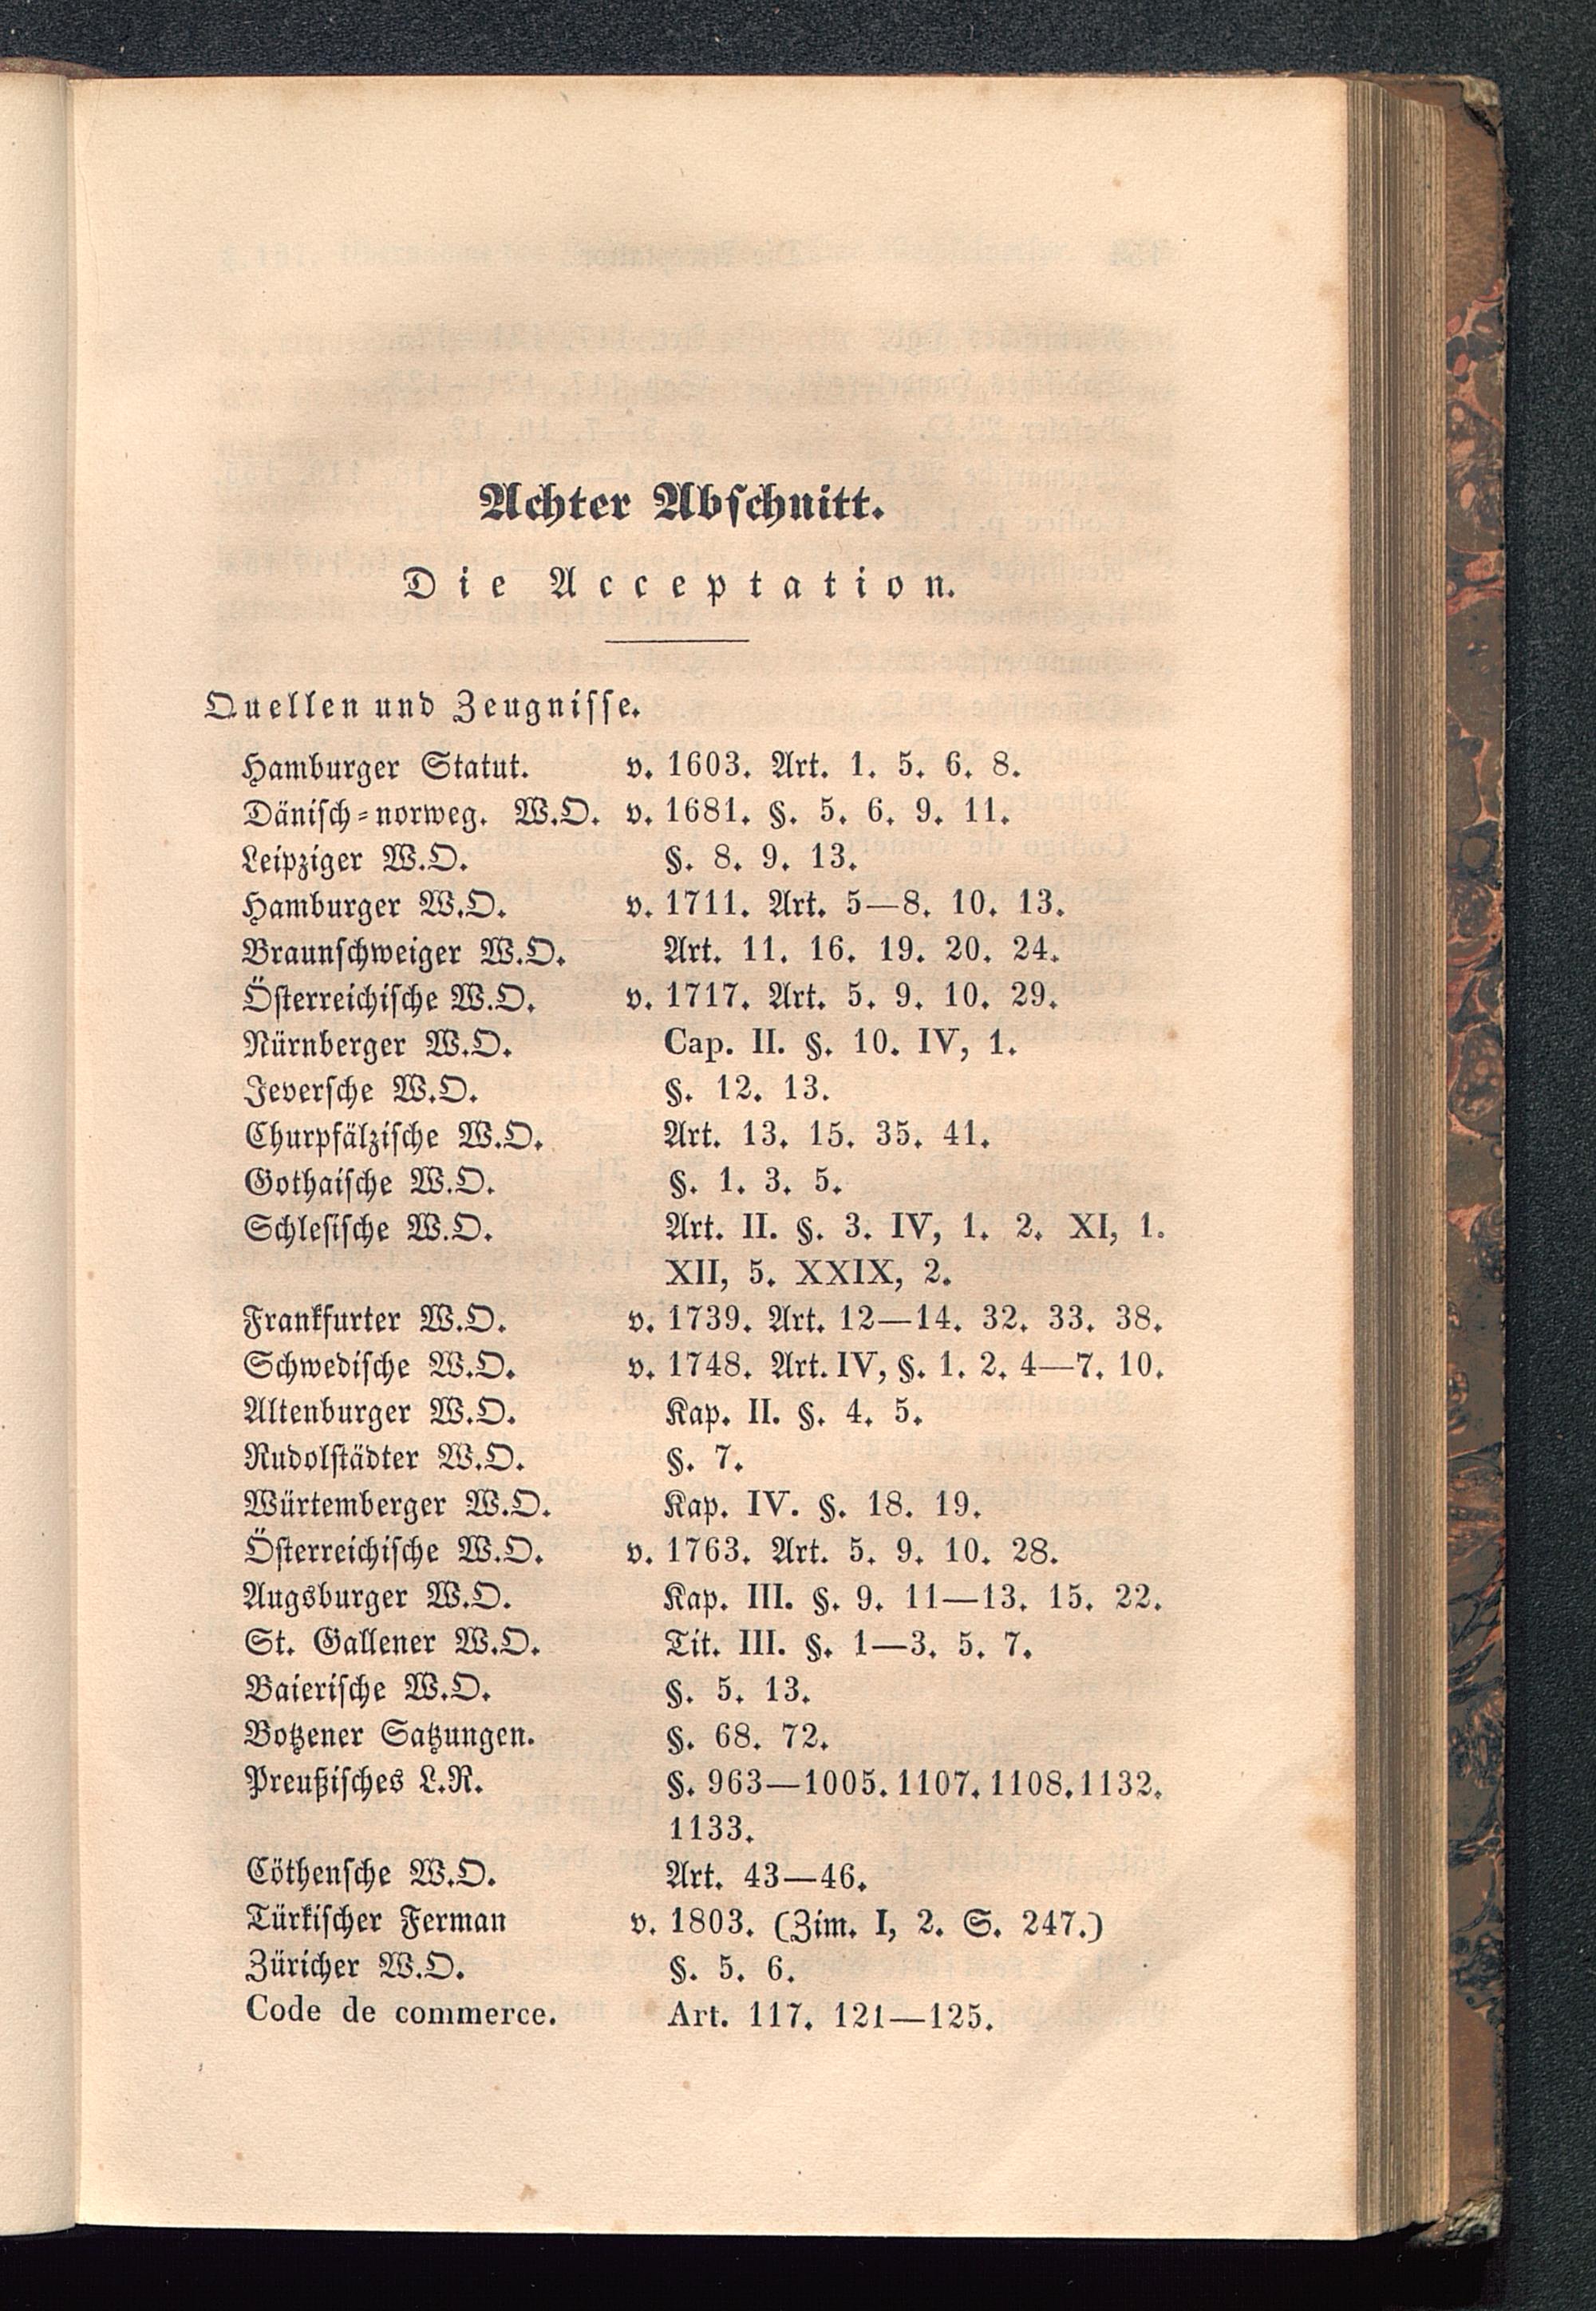 Achter Abschnitt.
Die Acceptation.
Quellen und Zeugnisse.
Hamburger Statut. v. 1603. Art. 1. 5. 6. 8.
Dänisch-norweg. W.O. v. 1681. §. 5. 6. 9. 11.
Leipziger W.O. §. 8. 9. 13.
Hamburger W.O. v. 1711. Art. 5—8. 10. 13.
Braunschweiger W.O. Art. 11. 16. 19. 20. 24.
Österreichische W.O. v. 1717. Art. 5. 9. 10. 29.
Nürnberger W.O. Cap. II. §. 10. IV, 1.
Jeversche W.O. §. 12. 13.
Churpfälzische W.O. Art. 13. 15. 35. 41.
Gothaische W.O. §. 1. 3. 5.
Schlesische W.O. Art. II. §. 3. IV, 1. 2. XI, 1.
XII, 5. XXIX, 2.
Frankfurter W.O. v. 1739. Art. 12—14. 32. 33. 38.
Schwedische W.O. v. 1748. Art. IV, §. 1. 2. 4—7. 10.
Altenburger W.O. Kap. II. §. 4. 5.
Rudolstädter W.O. §. 7.
Würtemberger W.O. Kap. IV. §. 18. 19.
Österreichische W.O. v. 1763. Art. 5. 9. 10. 28.
Augsburger W.O. Kap. III. §. 9. 11—13. 15. 22.
St. Gallener W.O. Tit. III. §. 1—3. 5. 7.
Baierische W.O. §. 5. 13.
Botzener Satzungen. §. 68. 72.
Preußisches L.R. §. 963—1005. 1107. 1108. 1132.
1133.
Cöthensche W.O. Art. 43—46.
Türkischer Ferman v. 1803. (Zim. I, 2. S. 247.)
Züricher W.O. §. 5. 6.
Code de commerce. Art. 117. 121—125.